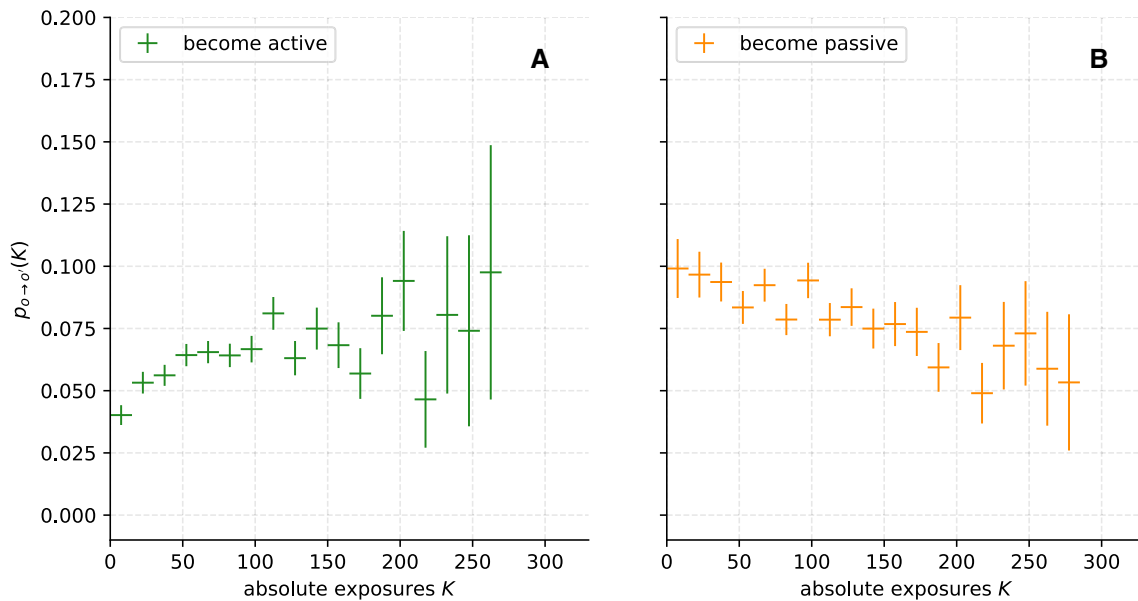 become active
A
0.200
0.175
0.150
0.125
0.100
0.075
0.050
0.025
0.000
p_{o→o'}(K)
0 50 100 150 200 250 300
absolute exposures K
become passive
B
0 50 100 150 200 250 300
absolute exposures K